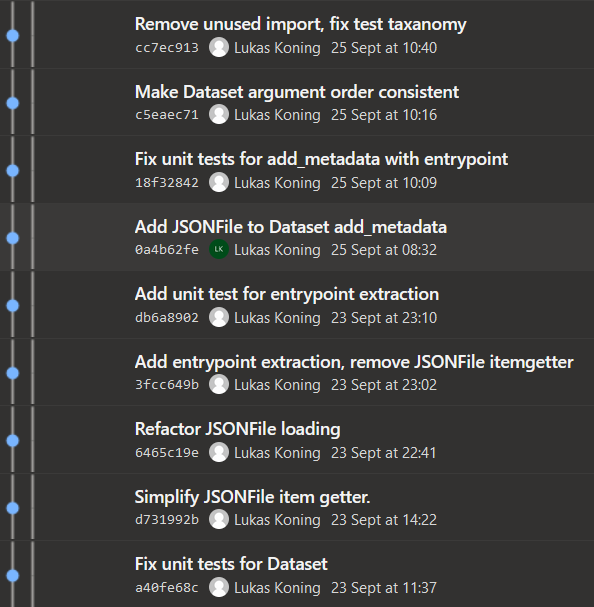 Remove unused import, fix test taxanomy
cc7ec913 Lukas Koning 25 Sept at 10:40
Make Dataset argument order consistent
c5eaec71 Lukas Koning 25 Sept at 10:16
Fix unit tests for add_metadata with entrypoint
18f32842 Lukas Koning 25 Sept at 10:09
Add JSONFile to Dataset add_metadata
0a4b62fe LK Lukas Koning 25 Sept at 08:32
Add unit test for entrypoint extraction
db6a8902 Lukas Koning 23 Sept at 23:10
Add entrypoint extraction, remove JSONFile itemgetter
3fcc649b Lukas Koning 23 Sept at 23:02
Refactor JSONFile loading
6465c19e Lukas Koning 23 Sept at 22:41
Simplify JSONFile item getter.
d731992b Lukas Koning 23 Sept at 14:22
Fix unit tests for Dataset
a40fe68c Lukas Koning 23 Sept at 11:37